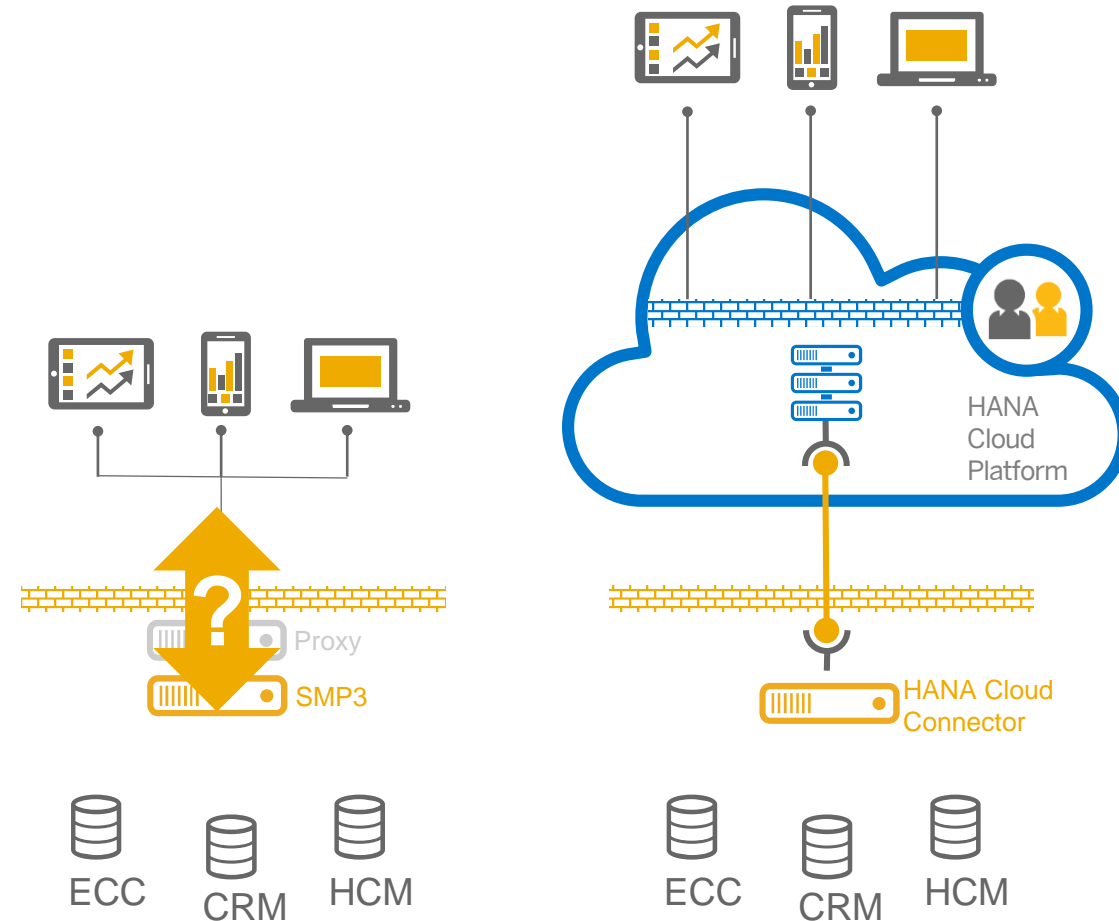 ?
Proxy
SMP3
ECC
CRM
HCM
HANA
Cloud
Platform
HANA Cloud
Connector
ECC
CRM
HCM